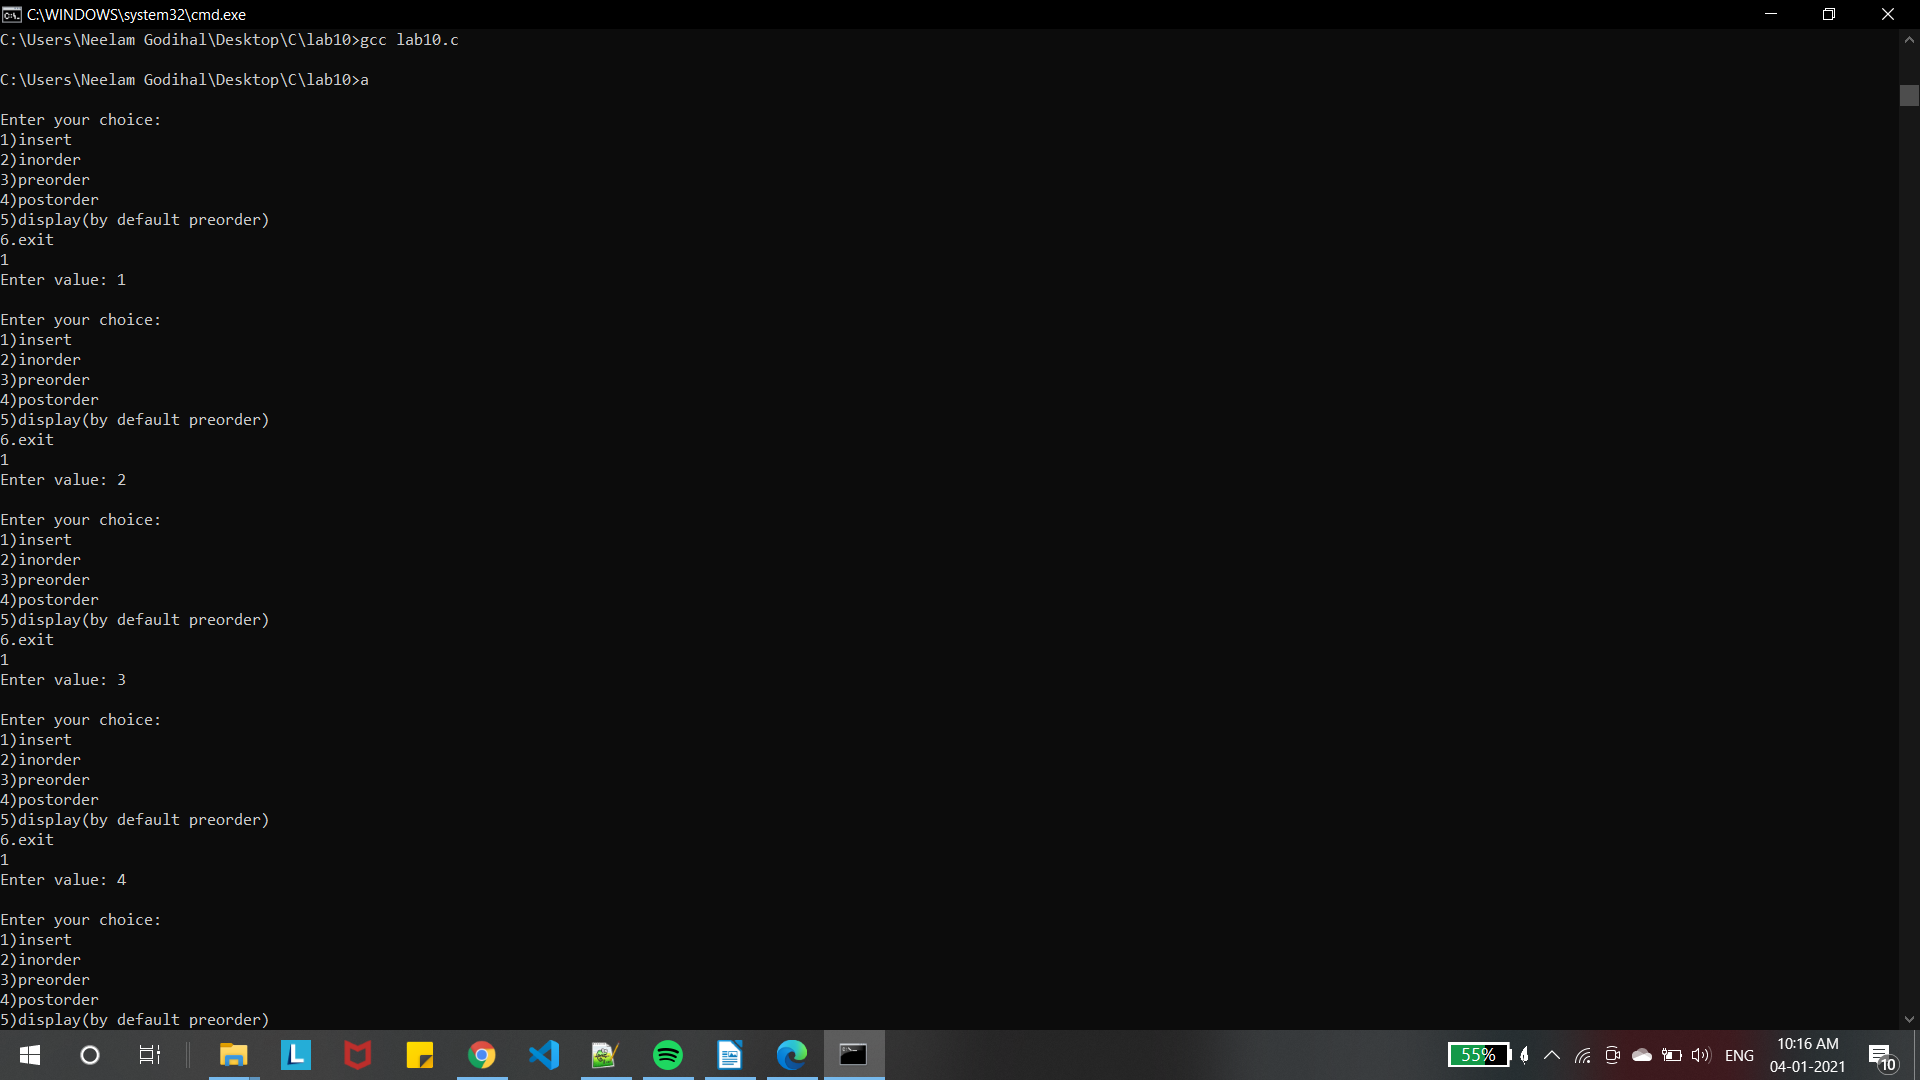 C:\WINDOWS\system32\cmd.exe
C:\Users\Neelam Godihal\Desktop\C\lab10>gcc lab10.c
C:\Users\Neelam Godihal\Desktop\C\lab10>a
Enter your choice:
1)insert
2)inorder
3)preorder
4)postorder
5)display(by default preorder)
6.exit
1
Enter value: 1
Enter your choice:
1)insert
2)inorder
3)preorder
4)postorder
5)display(by default preorder)
6.exit
1
Enter value: 2
Enter your choice:
1)insert
2)inorder
3)preorder
4)postorder
5)display(by default preorder)
6.exit
1
Enter value: 3
Enter your choice:
1)insert
2)inorder
3)preorder
4)postorder
5)display(by default preorder)
6.exit
1
Enter value: 4
Enter your choice:
1)insert
2)inorder
3)preorder
4)postorder
5)display(by default preorder)
L
55%
ENG
10:16 AM
04-01-2021
10